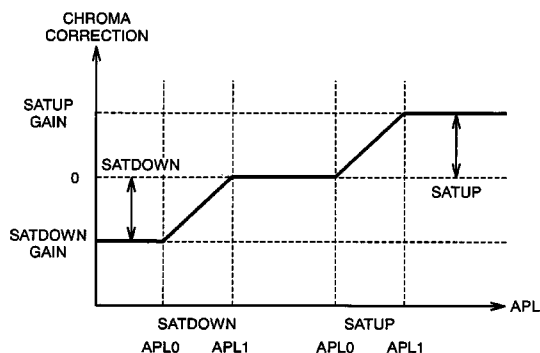 CHROMA
CORRECTION
SATUP
GAIN
SATDOWN
0
SATUP
SATDOWN
GAIN
APL
SATDOWN SATUP
APL0 APL1 APL0 APL1